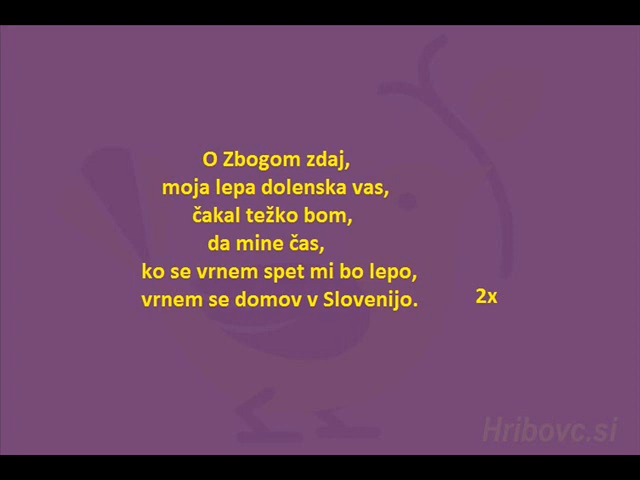 O Zbogom zdaj,
moja lepa dolenska vas,
čakal težko bom,
da mine čas,
ko se vrnem spet mi bo lepo,
vrnem se domov v Slovenijo.
2x
Hribovc.si